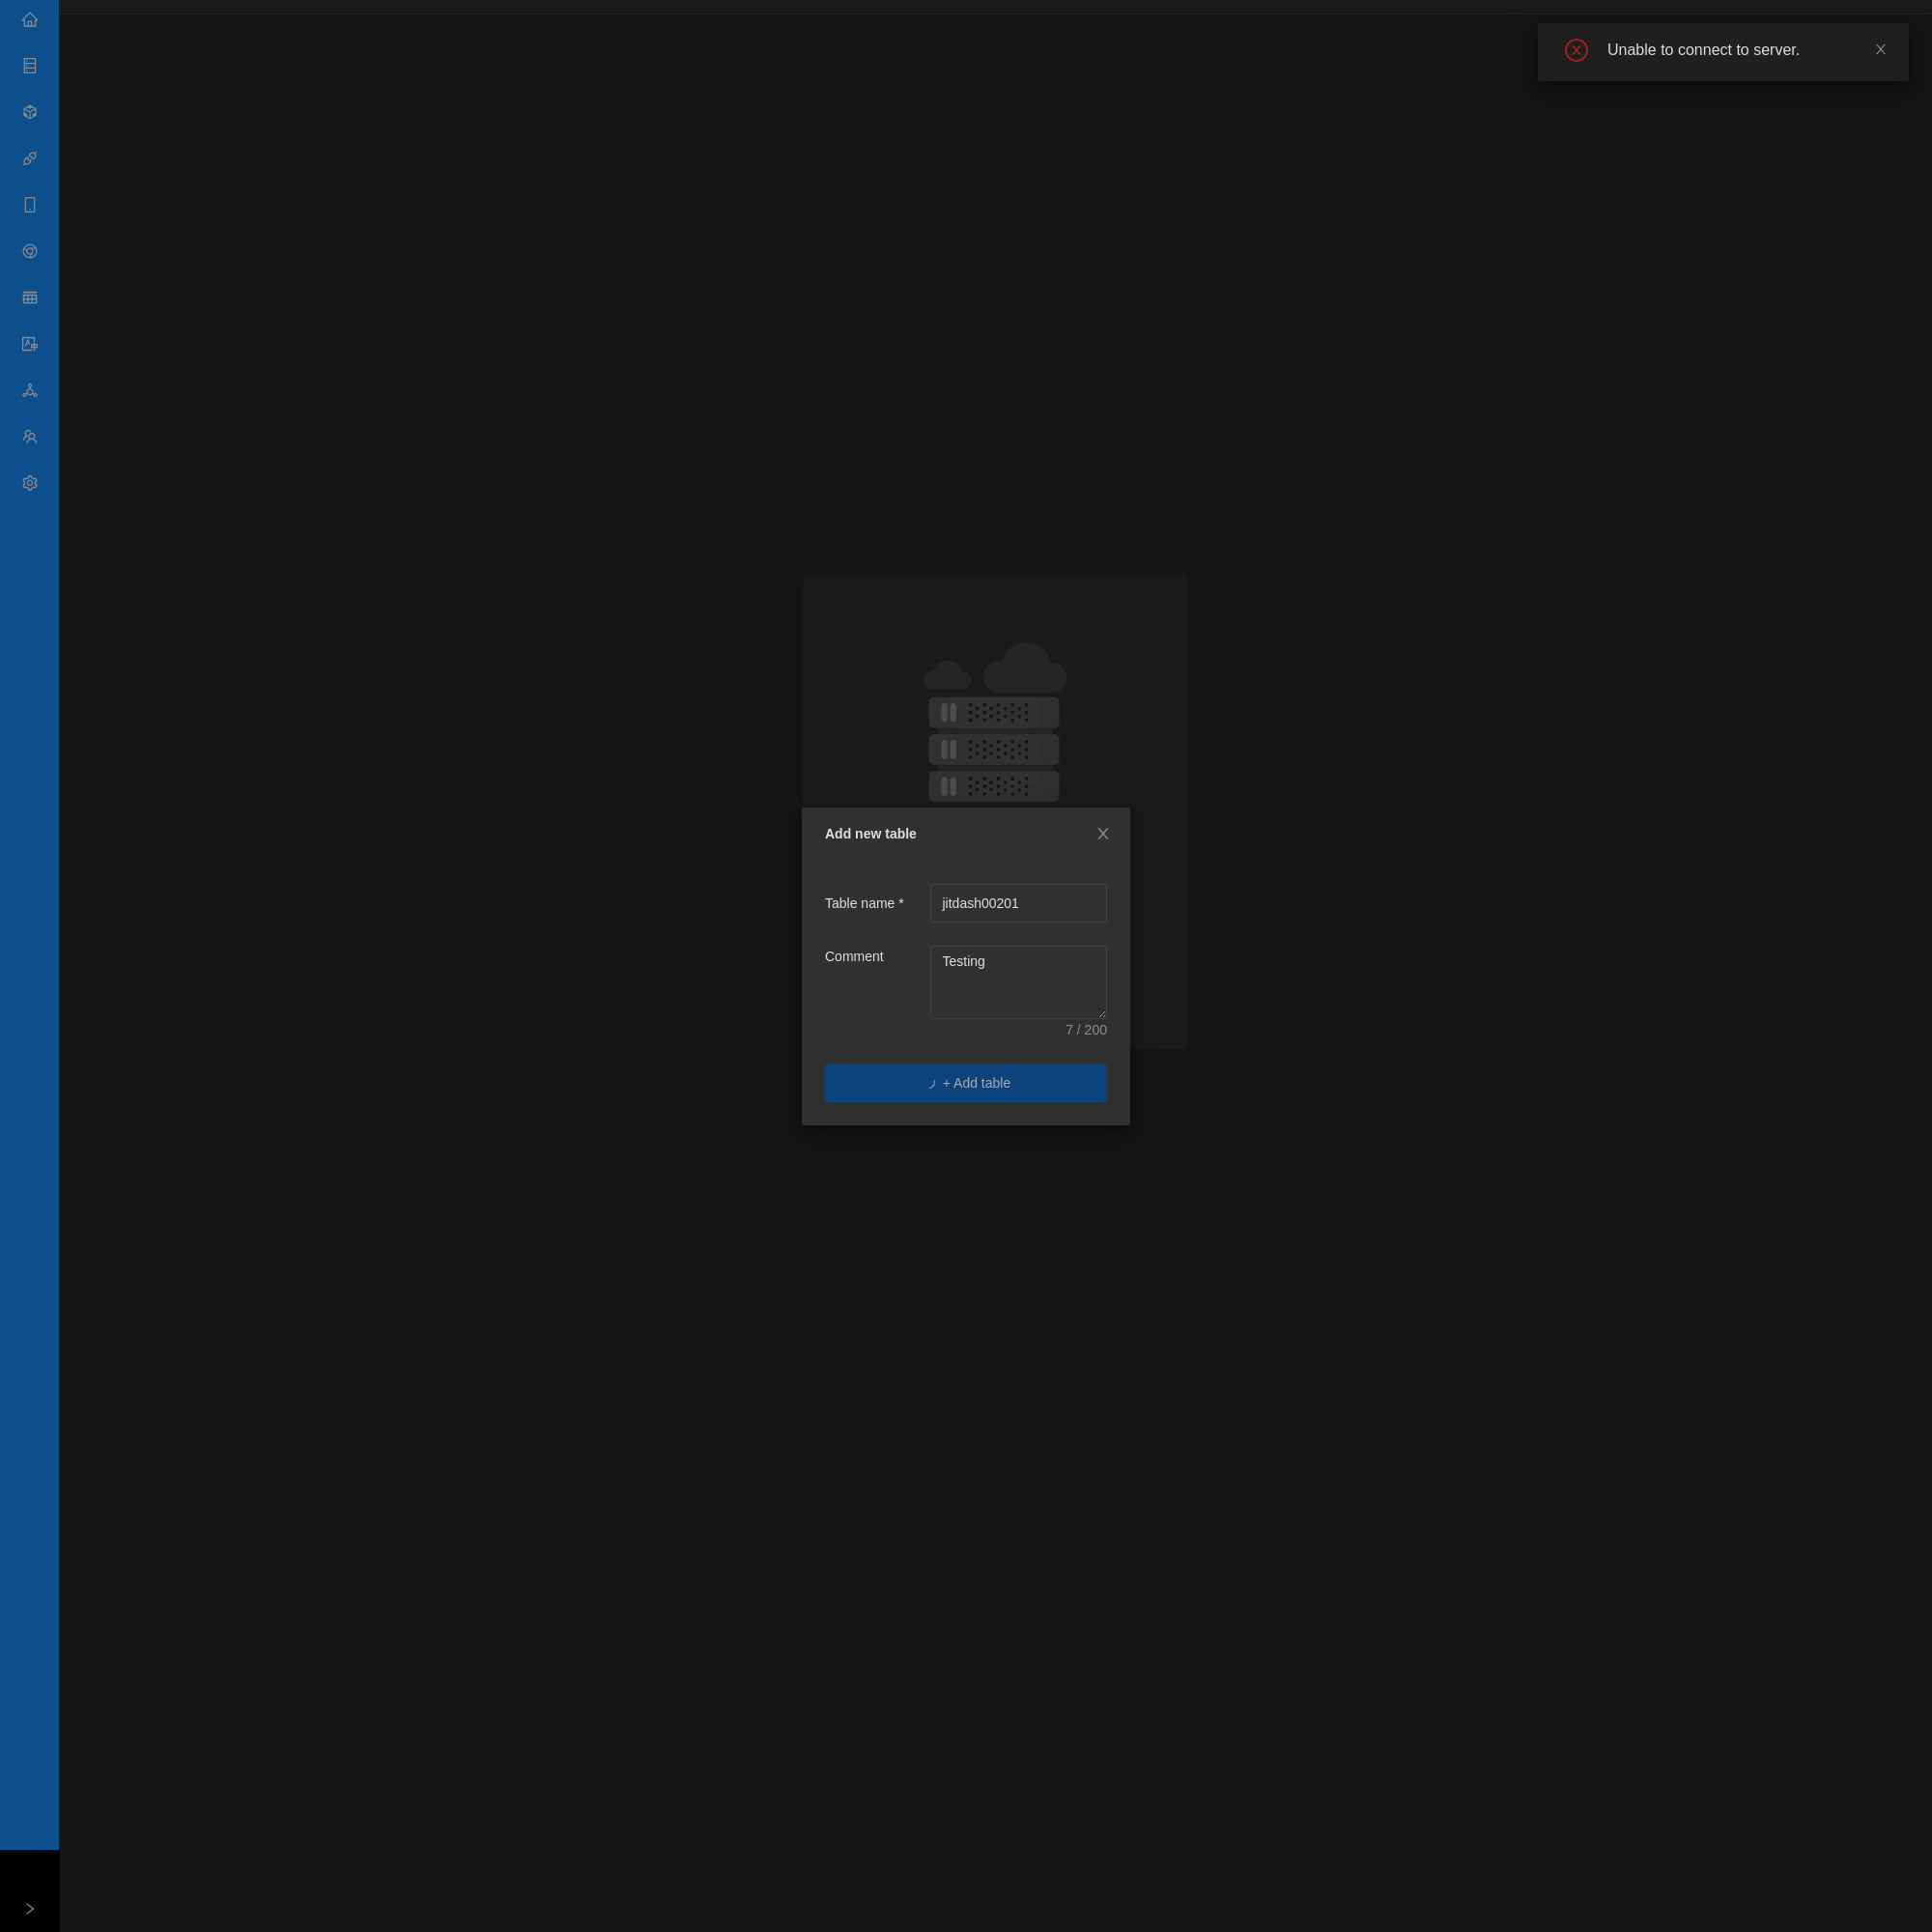 Unable to connect to server.
Add new table
Table name *
jitdash00201
Comment
Testing
7 / 200
+ Add table